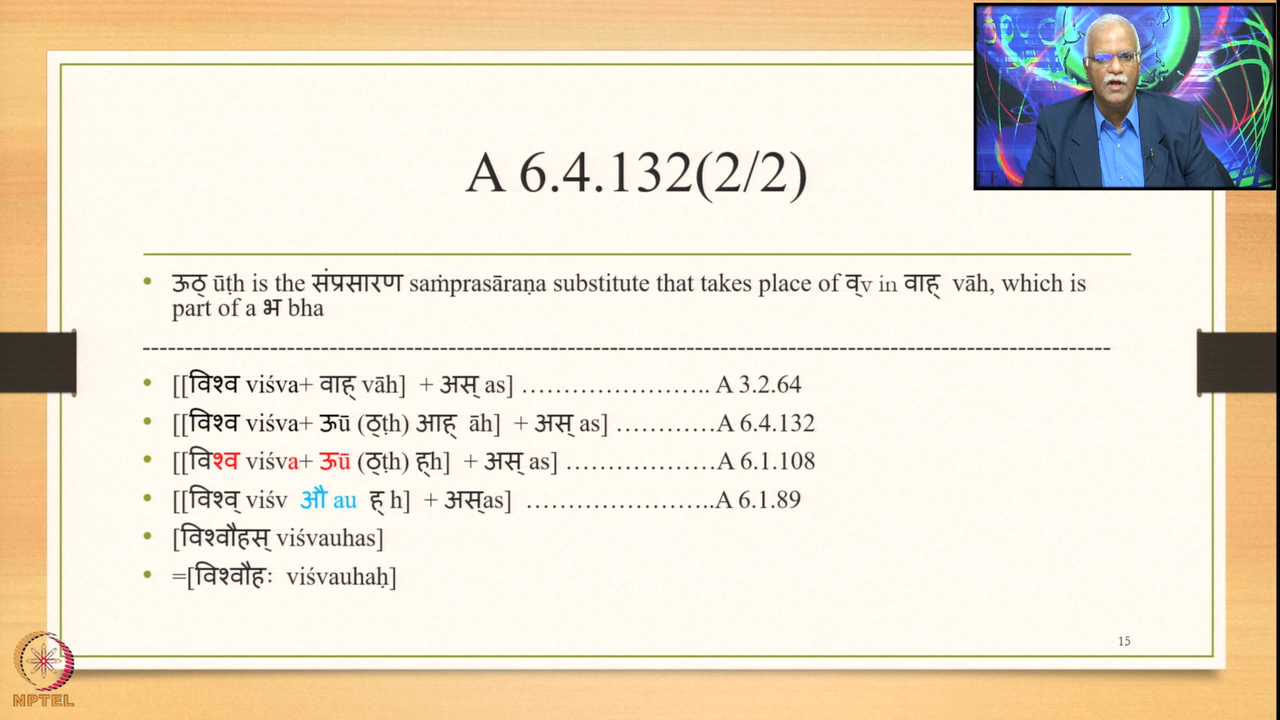 A 6.4.132(2/2)
• ऊठ् ūṭh is the संप्रसारण saṁprasāraṇa substitute that takes place of व्v in वाह् vāh, which is
part of a भ bha
---------------------------------------------------------------------------------------------------------
• [[विश्व viśva+ वाह् vāh] + अस् as] ………………….. A 3.2.64
• [[विश्व viśva+ ऊū (ठ्ṭh) आह् āh] + अस् as] …………A 6.4.132
• [[विश्व viśva+ ऊū (ठ्ṭh) ह्h] + अस् as] ………………A 6.1.108
• [[विश्व् viśv औ au ह् h] + अस्as] …………………..A 6.1.89
• [विश्वौहस् viśvauhas]
• =[विश्वौहः viśvauhaḥ]
15
NPTEL